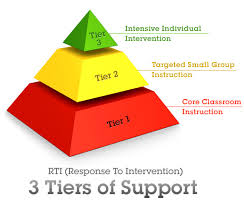 Tier
3
Intensive Individual
Intervention
Tier 2
Targeted Small Group
Instruction
Tier 1
Core Classroom
Instruction
RTI (Response To Intervention)
3 Tiers of Support